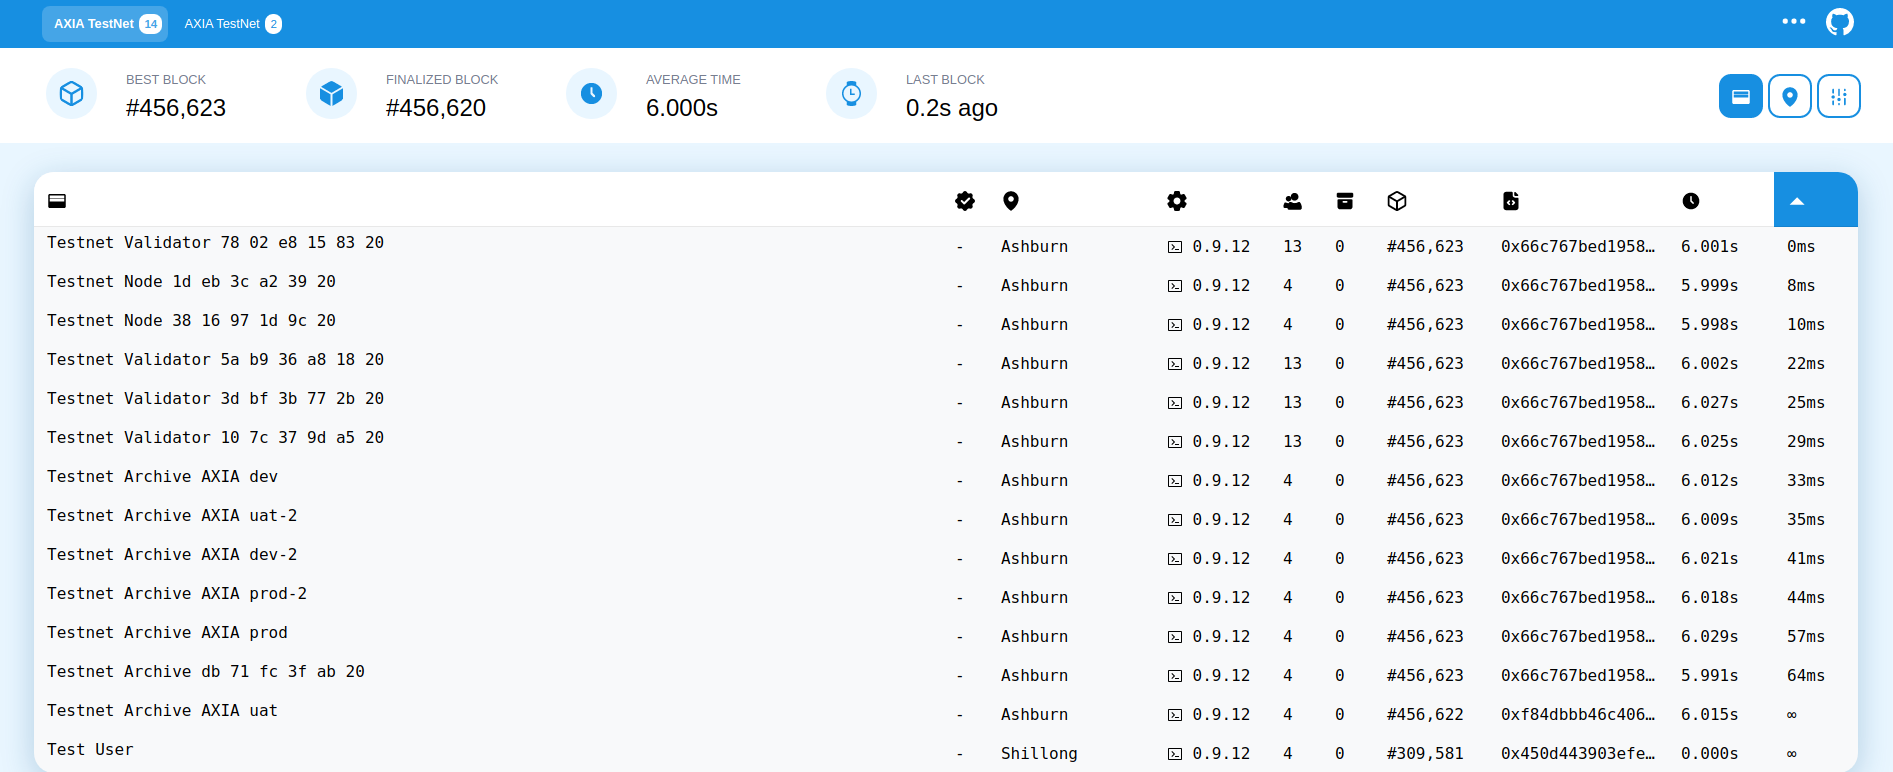 AXIA TestNet 14 AXIA TestNet 2
BEST BLOCK FINALIZED BLOCK AVERAGE TIME LAST BLOCK
#456,623 #456,620 6.000s 0.2s ago
Testnet Validator 78 02 e8 15 83 20 - Ashburn 0.9.12 13 0 #456,623 0x66c767bed1958… 6.001s 0ms
Testnet Node 1d eb 3c a2 39 20 - Ashburn 0.9.12 4 0 #456,623 0x66c767bed1958… 5.999s 8ms
Testnet Node 38 16 97 1d 9c 20 - Ashburn 0.9.12 4 0 #456,623 0x66c767bed1958… 5.998s 10ms
Testnet Validator 5a b9 36 a8 18 20 - Ashburn 0.9.12 13 0 #456,623 0x66c767bed1958… 6.002s 22ms
Testnet Validator 3d bf 3b 77 2b 20 - Ashburn 0.9.12 13 0 #456,623 0x66c767bed1958… 6.027s 25ms
Testnet Validator 10 7c 37 9d a5 20 - Ashburn 0.9.12 13 0 #456,623 0x66c767bed1958… 6.025s 29ms
Testnet Archive AXIA dev - Ashburn 0.9.12 4 0 #456,623 0x66c767bed1958… 6.012s 33ms
Testnet Archive AXIA uat-2 - Ashburn 0.9.12 4 0 #456,623 0x66c767bed1958… 6.009s 35ms
Testnet Archive AXIA dev-2 - Ashburn 0.9.12 4 0 #456,623 0x66c767bed1958… 6.021s 41ms
Testnet Archive AXIA prod-2 - Ashburn 0.9.12 4 0 #456,623 0x66c767bed1958… 6.018s 44ms
Testnet Archive AXIA prod - Ashburn 0.9.12 4 0 #456,623 0x66c767bed1958… 6.029s 57ms
Testnet Archive db 71 fc 3f ab 20 - Ashburn 0.9.12 4 0 #456,623 0x66c767bed1958… 5.991s 64ms
Testnet Archive AXIA uat - Ashburn 0.9.12 4 0 #456,622 0xf84dbbb46c406… 6.015s ∞
Test User - Shillong 0.9.12 4 0 #309,581 0x450d443903efe… 0.000s ∞